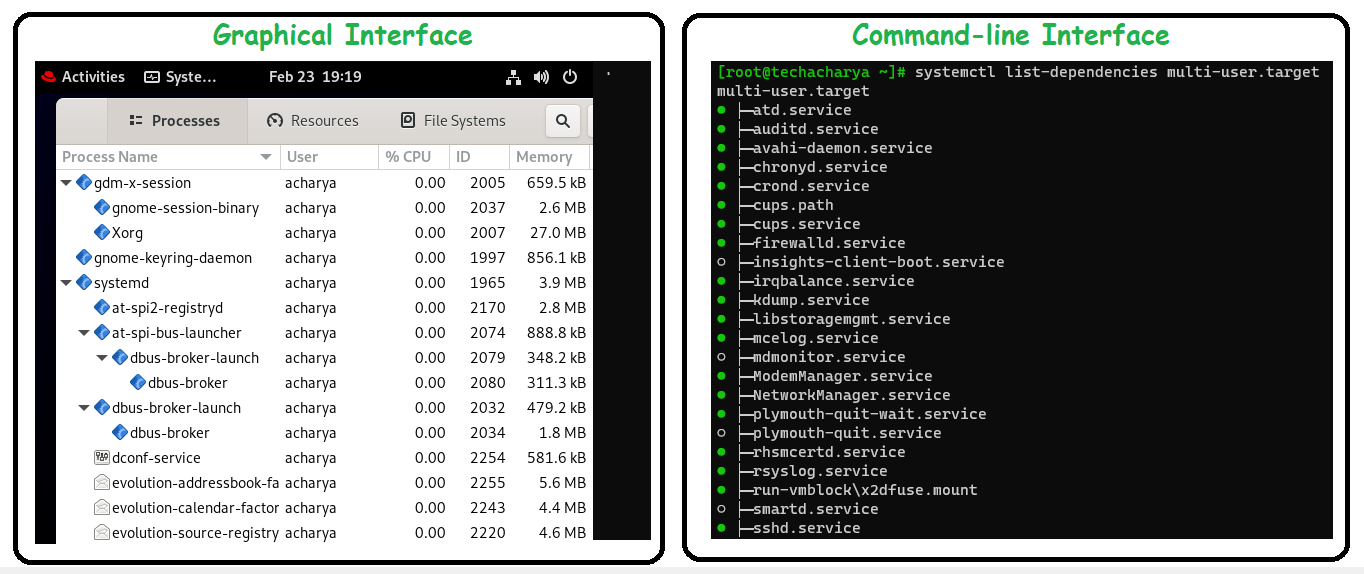 Graphical Interface
Activities Syste... Feb 23 19:19
Processes Resources File Systems
Process Name User % CPU ID Memory
gdm-x-session acharya 0.00 2005 659.5 kB
gnome-session-binary acharya 0.00 2037 2.6 MB
Xorg acharya 0.00 2007 27.0 MB
gnome-keyring-daemon acharya 0.00 1997 856.1 kB
systemd acharya 0.00 1965 3.9 MB
at-spi2-registryd acharya 0.00 2170 2.8 MB
at-spi-bus-launcher acharya 0.00 2074 888.8 kB
dbus-broker-launch acharya 0.00 2079 348.2 kB
dbus-broker acharya 0.00 2080 311.3 kB
dbus-broker-launch acharya 0.00 2032 479.2 kB
dbus-broker acharya 0.00 2034 1.8 MB
dconf-service acharya 0.00 2254 581.6 kB
evolution-addressbook-fa acharya 0.00 2255 5.6 MB
evolution-calendar-factor acharya 0.00 2243 4.4 MB
evolution-source-registry acharya 0.00 2220 4.6 MB
Command-line Interface
[root@techacharya ~]# systemctl list-dependencies multi-user.target
multi-user.target
● ├─atd.service
● ├─auditd.service
● ├─avahi-daemon.service
● ├─chronyd.service
● ├─crond.service
● ├─cups.path
● ├─cups.service
● ├─firewalld.service
○ ├─insights-client-boot.service
● ├─irqbalance.service
● ├─kdump.service
● ├─libstoragemgmt.service
● ├─mcelog.service
○ ├─mdmonitor.service
● ├─ModemManager.service
● ├─NetworkManager.service
● ├─plymouth-quit-wait.service
○ ├─plymouth-quit.service
● ├─rhsmcertd.service
● ├─rsyslog.service
● ├─run-vmblock\x2dfuse.mount
○ ├─smartd.service
● ├─sshd.service